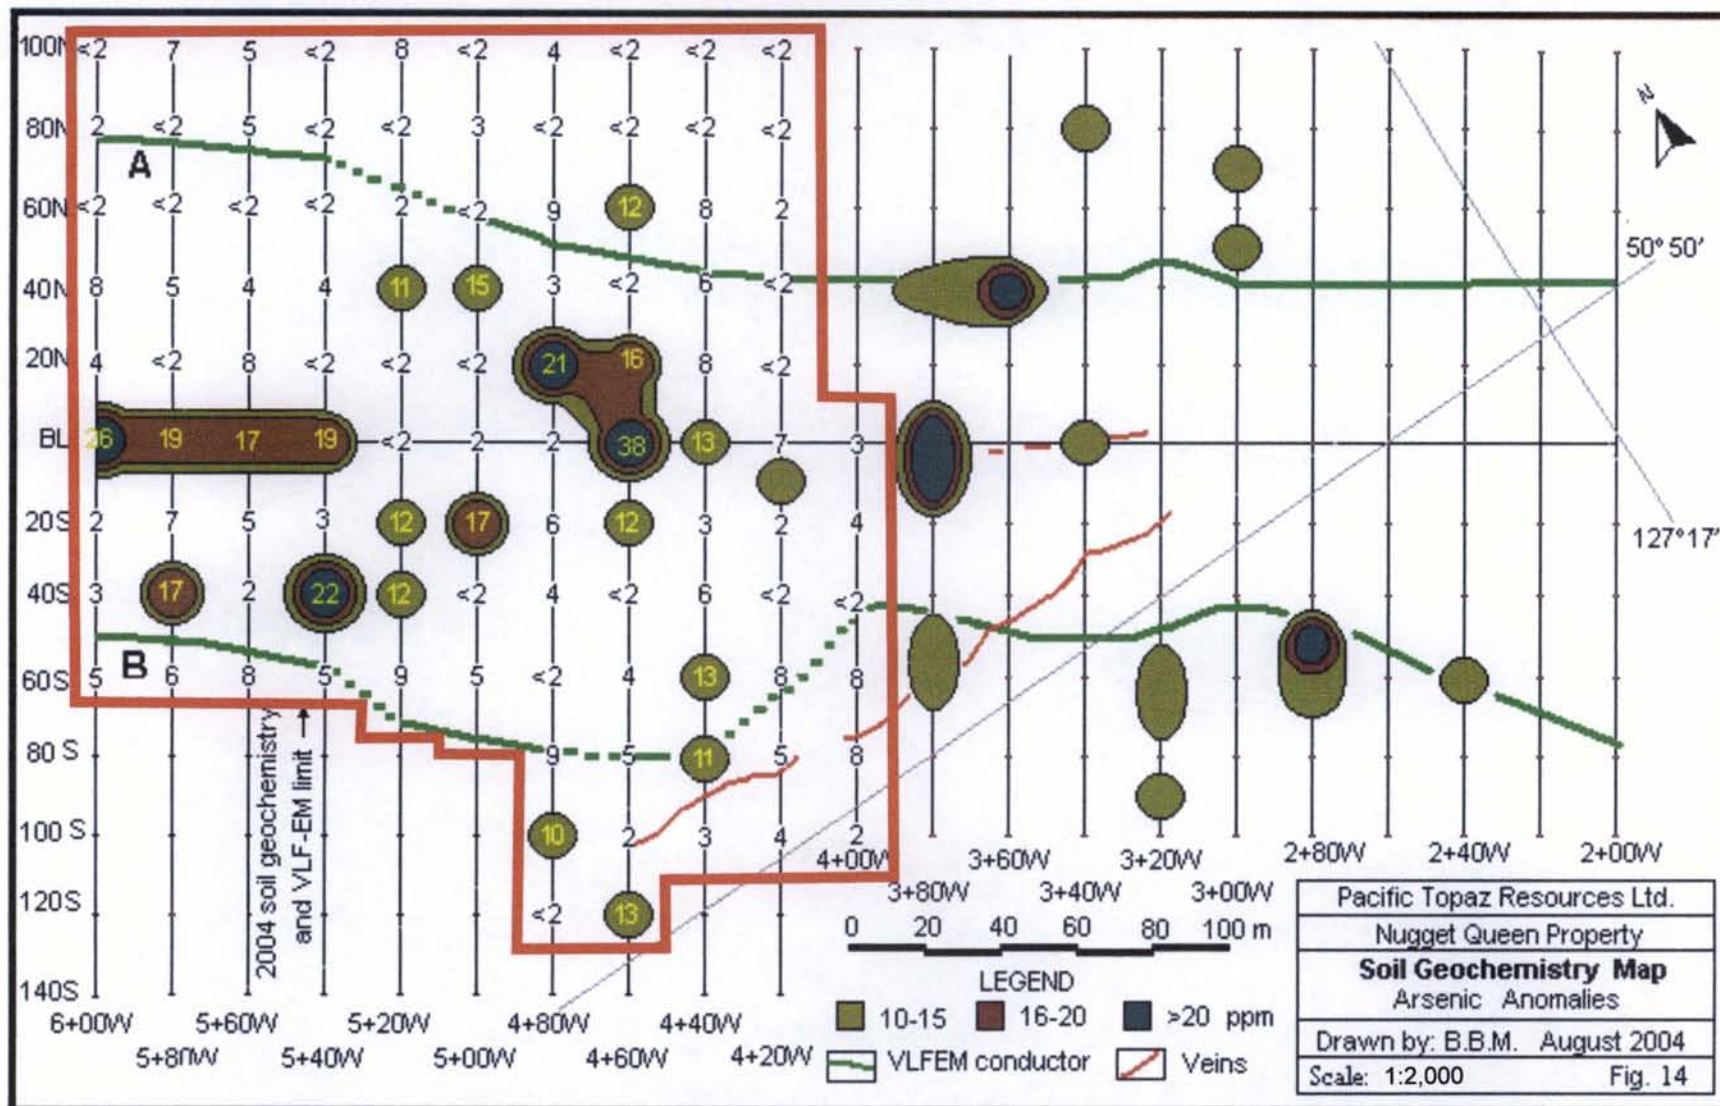 100N <2 7 5 <2 8 <2 4 <2 <2 <2
80N 2 <2 5 <2 <2 3 <2 <2 <2 <2
A
60N <2 <2 <2 <2 2 <2 9 12 8 2
50° 50'
40N 8 5 4 4 11 15 3 <2 6 <2
20N 4 <2 8 <2 <2 <2 21 16 8 <2
BL 26 19 17 19 <2 2 2 38 13 7 3
20S 2 7 5 3 12 17 6 12 3 2 4
127°17'
40S 3 17 2 22 12 <2 4 <2 6 <2 <2
B
60S 5 6 8 5 9 5 <2 4 13 8 8
80 S 9 5 11 5 8
100 S 10 2 3 4 2
120S <2 13
140S
2004 soil geochemistry
and VLF-EM limit →
4+00W 3+60W 3+20W 2+80W 2+40W 2+00W
3+80W 3+40W 3+00W
6+00W 5+60W 5+20W 4+80W 4+40W
5+80W 5+40W 5+00W 4+60W 4+20W
0 20 40 60 80 100 m
LEGEND
10-15 16-20 >20 ppm
VLFEM conductor Veins
N
Pacific Topaz Resources Ltd.
Nugget Queen Property
Soil Geochemistry Map
Arsenic Anomalies
Drawn by: B.B.M. August 2004
Scale: 1:2,000 Fig. 14